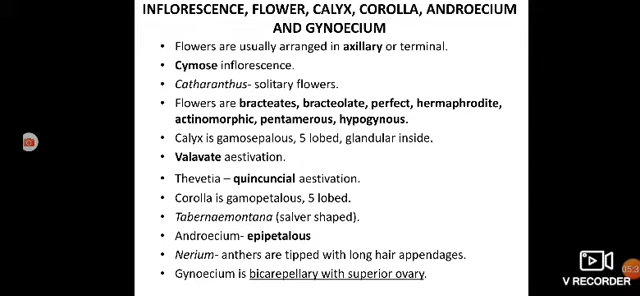 INFLORESCENCE, FLOWER, CALYX, COROLLA, ANDROECIUM
AND GYNOECIUM
• Flowers are usually arranged in axillary or terminal.
• Cymose inflorescence.
• Catharanthus- solitary flowers.
• Flowers are bracteates, bracteolate, perfect, hermaphrodite,
actinomorphic, pentamerous, hypogynous.
• Calyx is gamosepalous, 5 lobed, glandular inside.
• Valavate aestivation.
• Thevetia – quincuncial aestivation.
• Corolla is gamopetalous, 5 lobed.
• Tabernaemontana (salver shaped).
• Androecium- epipetalous
• Nerium- anthers are tipped with long hair appendages.
• Gynoecium is bicarepellary with superior ovary.
V RECORDER